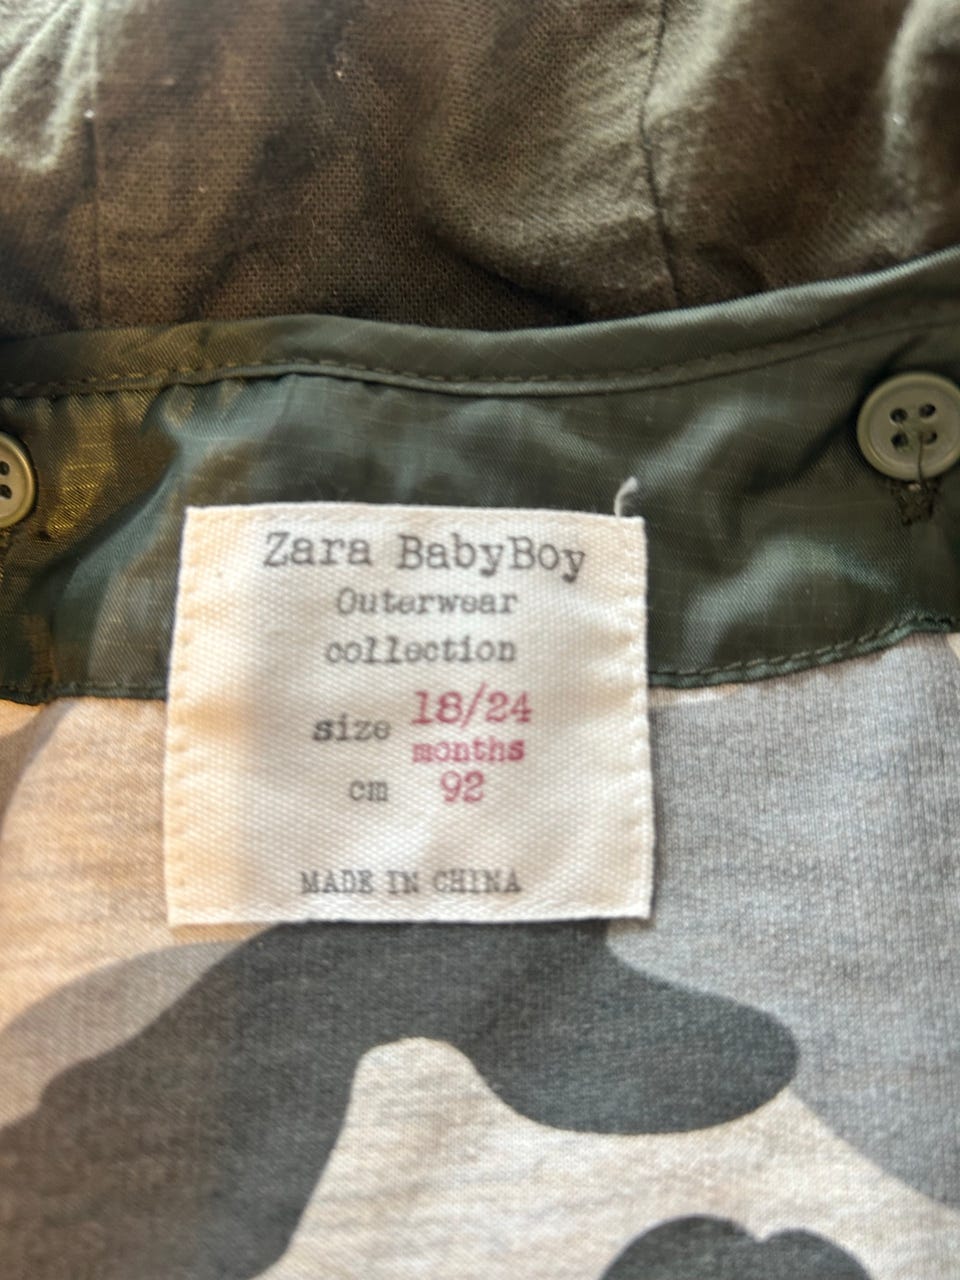 Zara BabyBoy
Outerwear
collection
size 18/24
months
cm 92
MADE IN CHINA